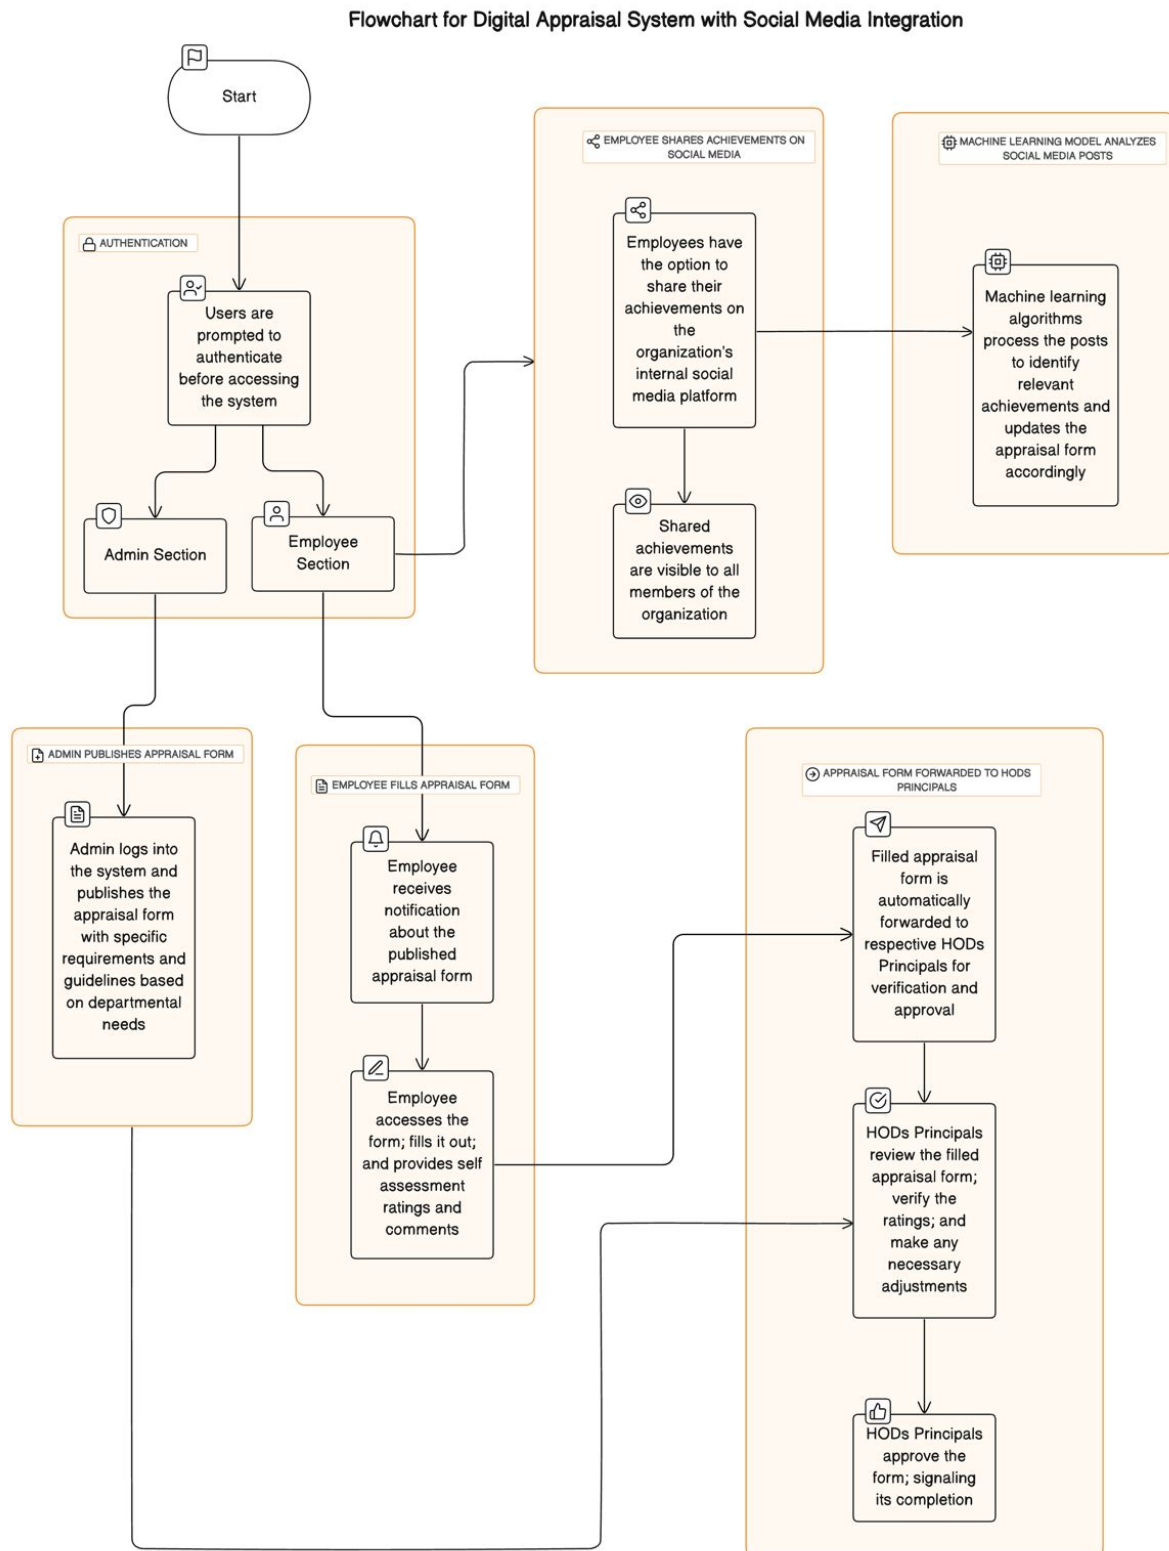 Flowchart for Digital Appraisal System with Social Media Integration
Start
AUTHENTICATION
Users are
prompted to
authenticate
before accessing
the system
Admin Section
Employee
Section
EMPLOYEE SHARES ACHIEVEMENTS ON
SOCIAL MEDIA
Employees have
the option to
share their
achievements on
the
organization's
internal social
media platform
Shared
achievements
are visible to all
members of the
organization
MACHINE LEARNING MODEL ANALYZES
SOCIAL MEDIA POSTS
Machine learning
algorithms
process the posts
to identify
relevant
achievements and
updates the
appraisal form
accordingly
ADMIN PUBLISHES APPRAISAL FORM
Admin logs into
the system and
publishes the
appraisal form
with specific
requirements and
guidelines based
on departmental
needs
EMPLOYEE FILLS APPRAISAL FORM
Employee
receives
notification
about the
published
appraisal form
Employee
accesses the
form; fills it out;
and provides self
assessment
ratings and
comments
APPRAISAL FORM FORWARDED TO HODS
PRINCIPALS
Filled appraisal
form is
automatically
forwarded to
respective HODs
Principals for
verification and
approval
HODs Principals
review the filled
appraisal form;
verify the
ratings; and
make any
necessary
adjustments
HODs Principals
approve the
form; signaling
its completion